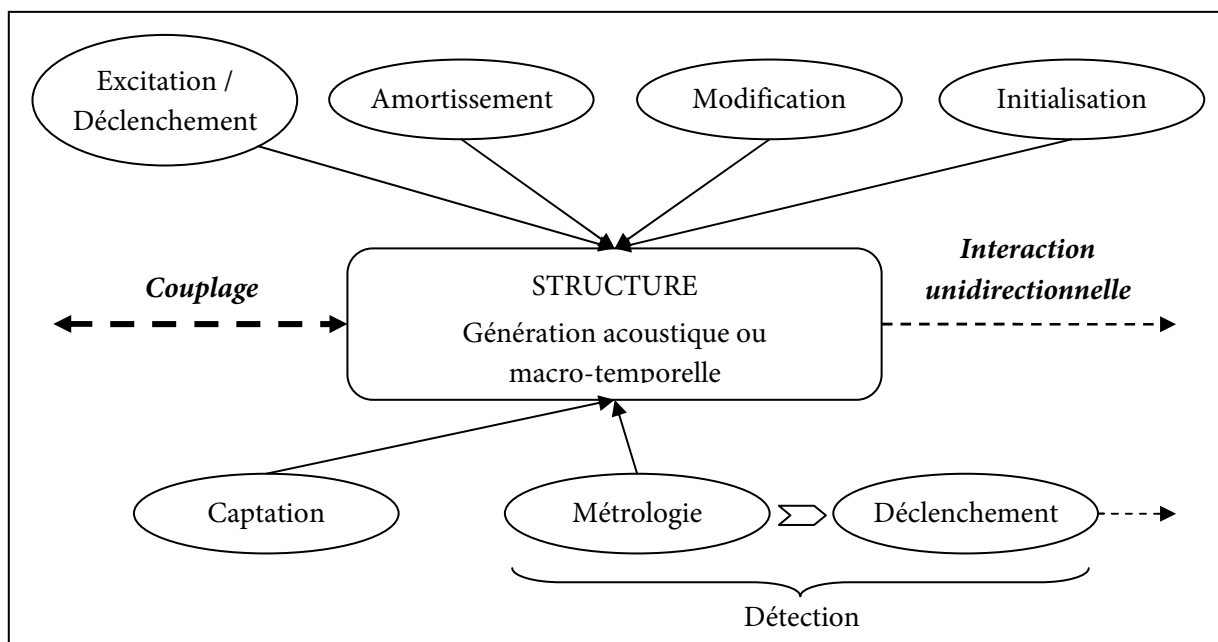 Excitation /
Déclenchement
Amortissement
Modification
Initialisation
Couplage
STRUCTURE
Génération acoustique ou
macro-temporelle
Interaction
unidirectionnelle
Captation
Métrologie
Déclenchement
Détection